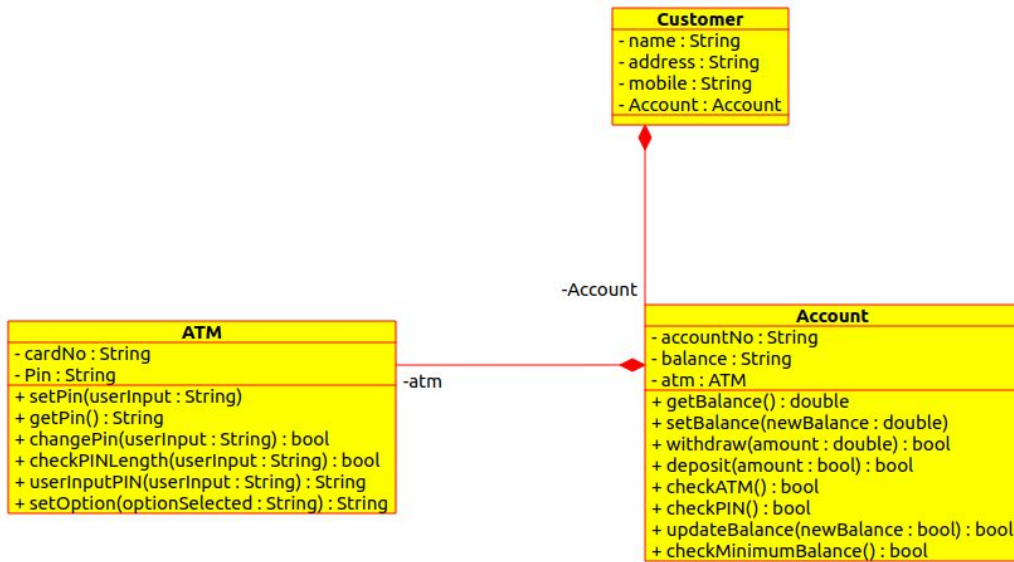 Customer
- name : String
- address : String
- mobile : String
- Account : Account
-Account
ATM
- cardNo : String
- Pin : String
+ setPin(userInput : String)
+ getPin() : String
+ changePin(userInput : String) : bool
+ checkPINLength(userInput : String) : bool
+ userInputPIN(userInput : String) : String
+ setOption(optionSelected : String) : String
-atm
Account
- accountNo : String
- balance : String
- atm : ATM
+ getBalance() : double
+ setBalance(newBalance : double)
+ withdraw(amount : double) : bool
+ deposit(amount : bool) : bool
+ checkATM() : bool
+ checkPIN() : bool
+ updateBalance(newBalance : bool) : bool
+ checkMinimumBalance() : bool